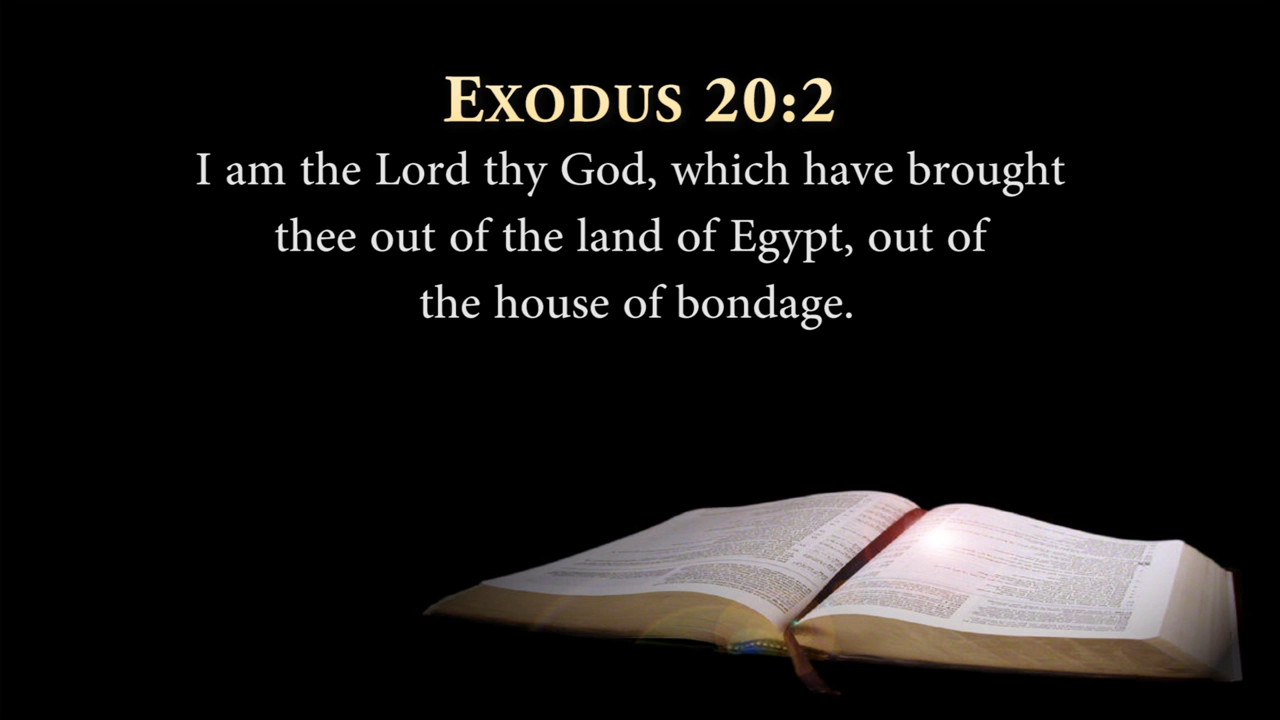 Exodus 20:2
I am the Lord thy God, which have brought
thee out of the land of Egypt, out of
the house of bondage.